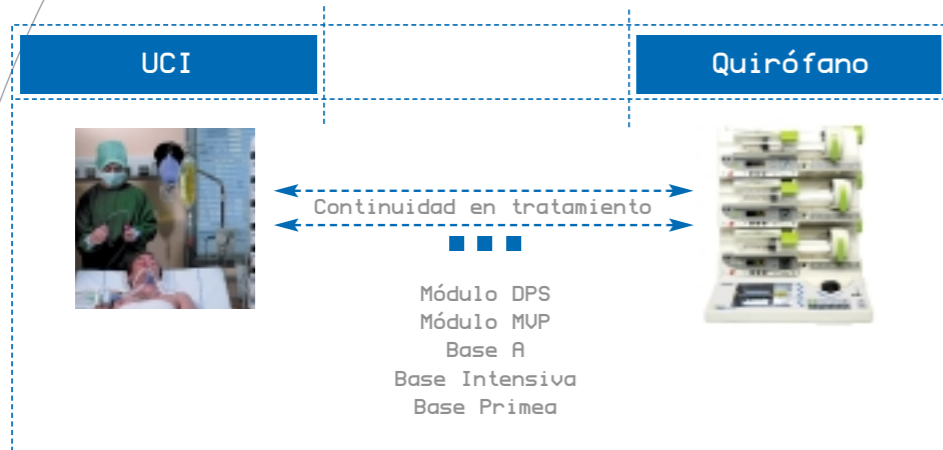 UCI
Quirófano
Continuidad en tratamiento
Módulo DPS
Módulo MVP
Base A
Base Intensiva
Base Primea